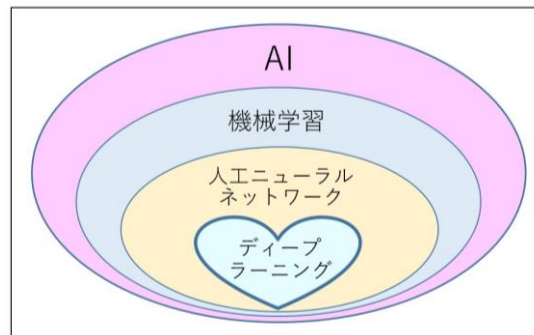 AI
機械学習
人工ニューラル
ネットワーク
ディープ
ラーニング